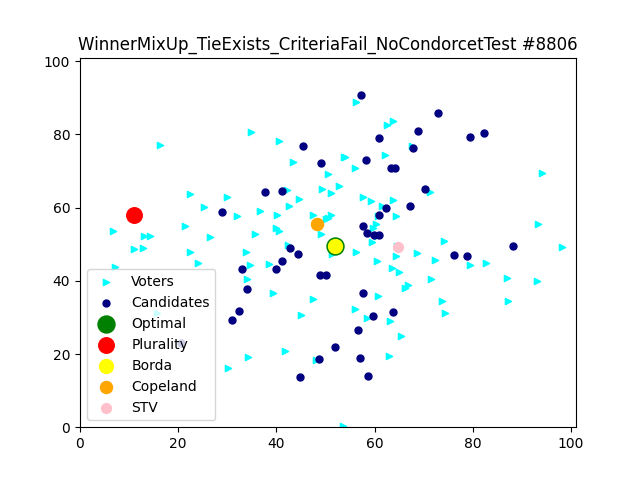 WinnerMixUp_TieExists_CriteriaFail_NoCondorcetTest #8806
100
80
60
40
20
0
0 20 40 60 80 100
Voters
Candidates
Optimal
Plurality
Borda
Copeland
STV